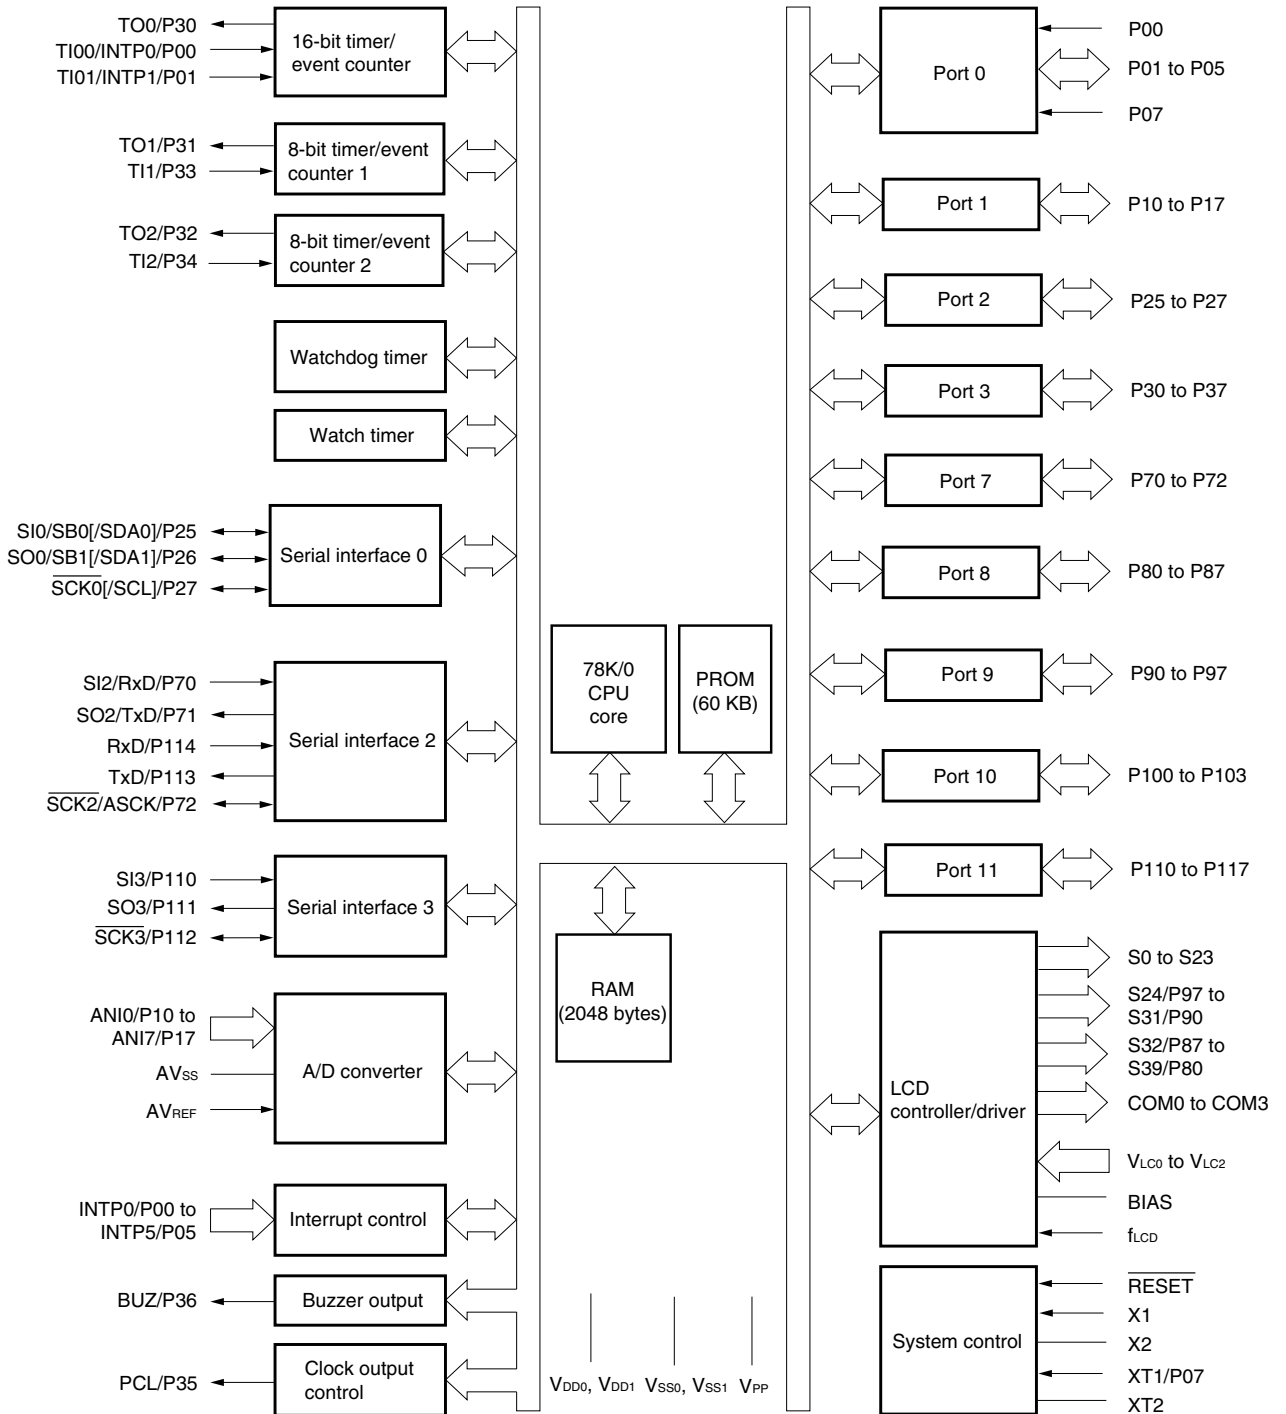 TO0/P30
TI00/INTP0/P00
TI01/INTP1/P01
16-bit timer/
event counter
TO1/P31
TI1/P33
8-bit timer/event
counter 1
TO2/P32
TI2/P34
8-bit timer/event
counter 2
Watchdog timer
Watch timer
SI0/SB0[/SDA0]/P25
SO0/SB1[/SDA1]/P26
SCK0[/SCL]/P27
Serial interface 0
SI2/RxD/P70
SO2/TxD/P71
RxD/P114
TxD/P113
SCK2/ASCK/P72
Serial interface 2
SI3/P110
SO3/P111
SCK3/P112
Serial interface 3
ANI0/P10 to
ANI7/P17
AVSS
AVREF
A/D converter
INTP0/P00 to
INTP5/P05
Interrupt control
BUZ/P36
Buzzer output
PCL/P35
Clock output
control
78K/0
CPU
core
PROM
(60 KB)
RAM
(2048 bytes)
VDD0, VDD1
VSS0, VSS1
VPP
Port 0
P00
P01 to P05
P07
Port 1
P10 to P17
Port 2
P25 to P27
Port 3
P30 to P37
Port 7
P70 to P72
Port 8
P80 to P87
Port 9
P90 to P97
Port 10
P100 to P103
Port 11
P110 to P117
LCD
controller/driver
S0 to S23
S24/P97 to
S31/P90
S32/P87 to
S39/P80
COM0 to COM3
VLC0 to VLC2
BIAS
fLCD
System control
RESET
X1
X2
XT1/P07
XT2